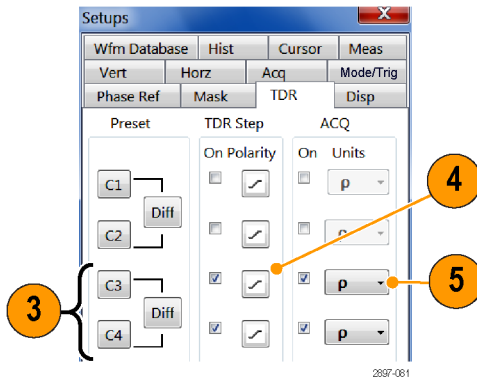 Setups
X
Wfm Database Hist Cursor Meas
Vert Horz Acq Mode/Trig
Phase Ref Mask TDR Disp
Preset TDR Step ACQ
On Polarity On Units
C1 ρ
Diff
C2 ρ
4
C3 ρ
5
3
Diff
C4 ρ
2897-081